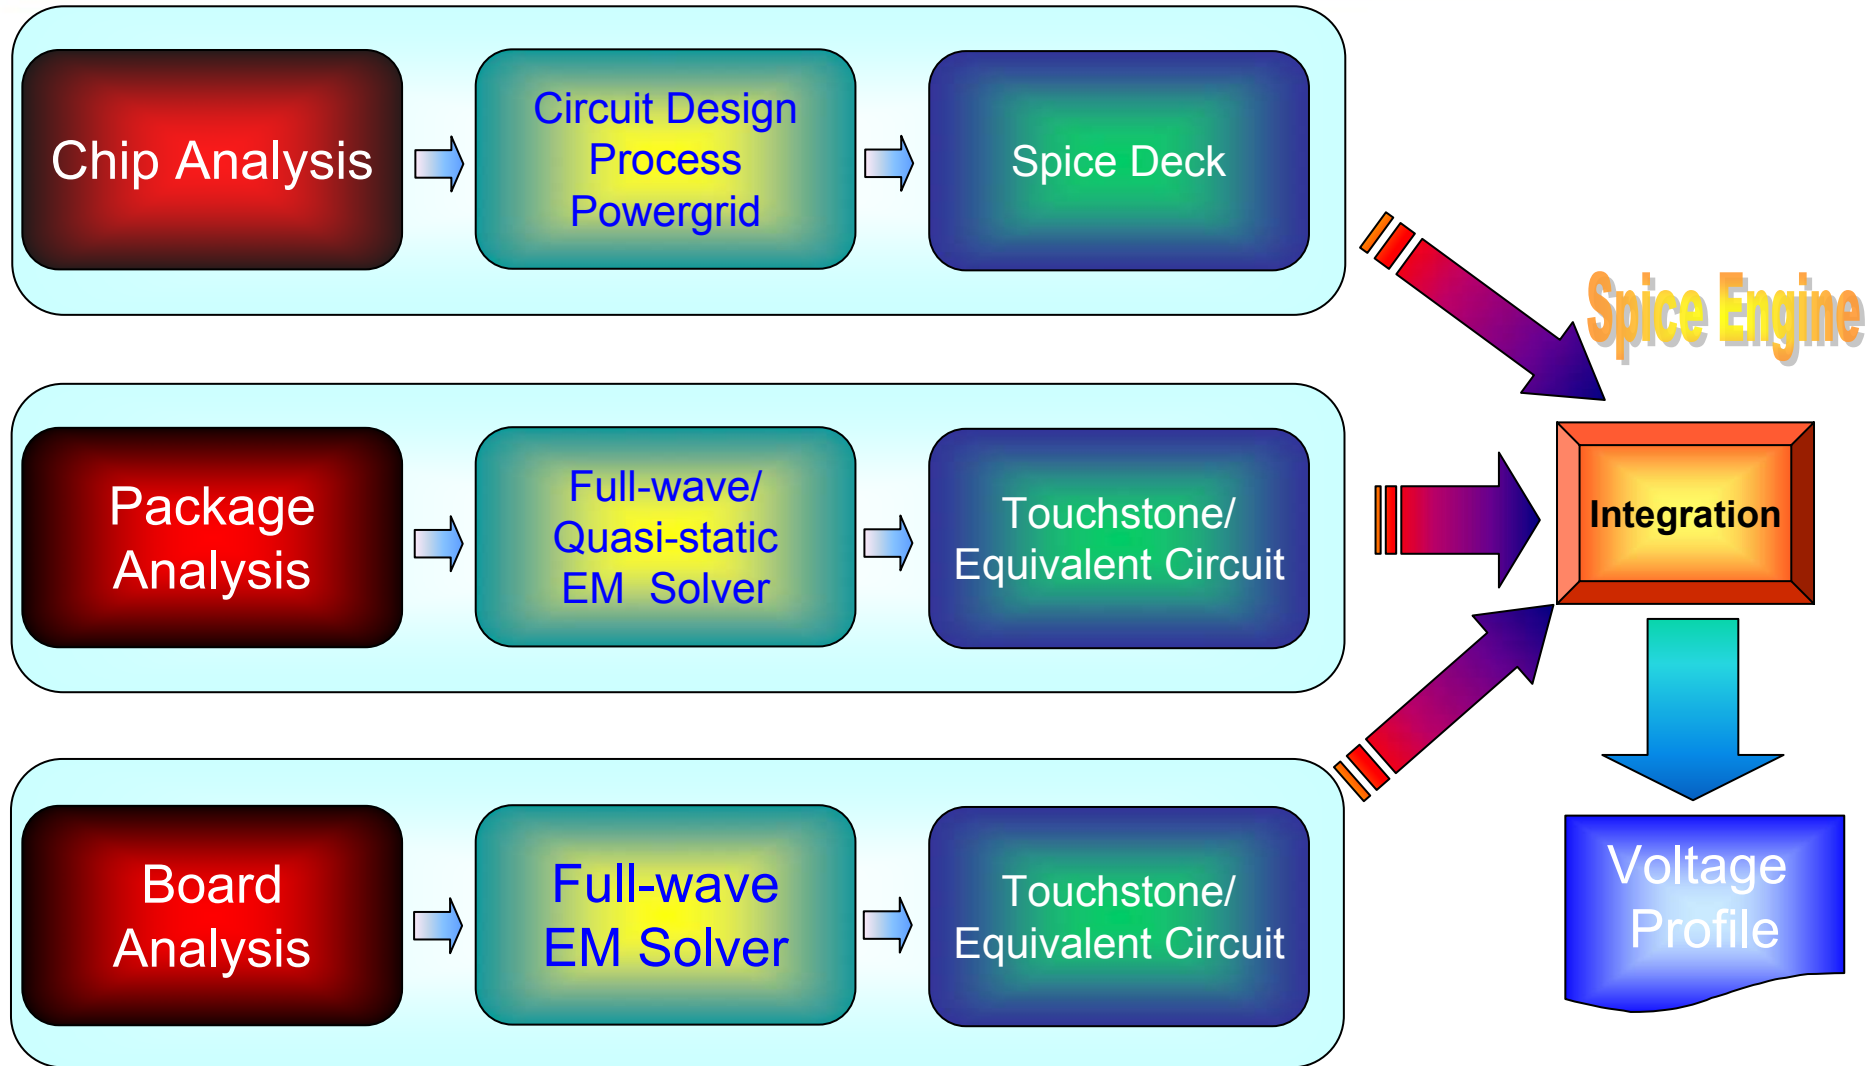 Chip Analysis
Circuit Design
Process
Powergrid
Spice Deck
Spice Engine
Package
Analysis
Full-wave/
Quasi-static
EM  Solver
Touchstone/
Equivalent Circuit
Integration
Board
Analysis
Full-wave
EM Solver
Touchstone/
Equivalent Circuit
Voltage
Profile